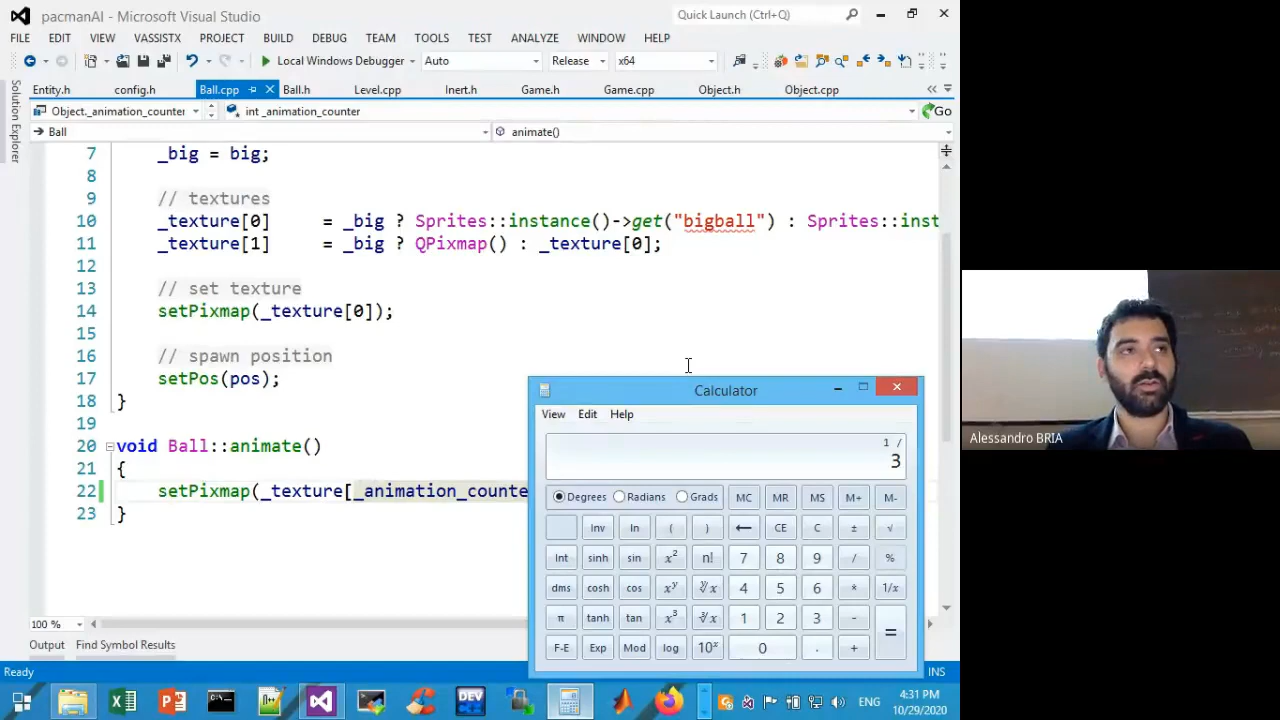 pacmanAI - Microsoft Visual Studio
Quick Launch (Ctrl+Q)
FILE EDIT VIEW VASSISTX PROJECT BUILD DEBUG TEAM TOOLS TEST ANALYZE WINDOW HELP
Local Windows Debugger Auto Release x64
Solution Explorer
Entity.h config.h Ball.cpp Ball.h Level.cpp Inert.h Game.h Game.cpp Object.h Object.cpp
Object._animation_counter int _animation_counter Go
Ball animate()
7 _big = big;
8
9 // textures
10 _texture[0] = _big ? Sprites::instance()->get("bigball") : Sprites::inst
11 _texture[1] = _big ? QPixmap() : _texture[0];
12
13 // set texture
14 setPixmap(_texture[0]);
15
16 // spawn position
17 setPos(pos);
18 }
19
20 void Ball::animate()
21 {
22 setPixmap(_texture[_animation_counte
23 }
Calculator
View Edit Help
1 /
3
Degrees Radians Grads MC MR MS M+ M-
Inv ln ( ) ← CE C ± √
Int sinh sin x² n! 7 8 9 / %
dms cosh cos xʸ ʸ√x 4 5 6 * 1/x
π tanh tan x³ ³√x 1 2 3 - =
F-E Exp Mod log 10ˣ 0 . +
100 %
Output Find Symbol Results
Ready INS
DEV
ENG
4:31 PM
10/29/2020
Alessandro BRIA